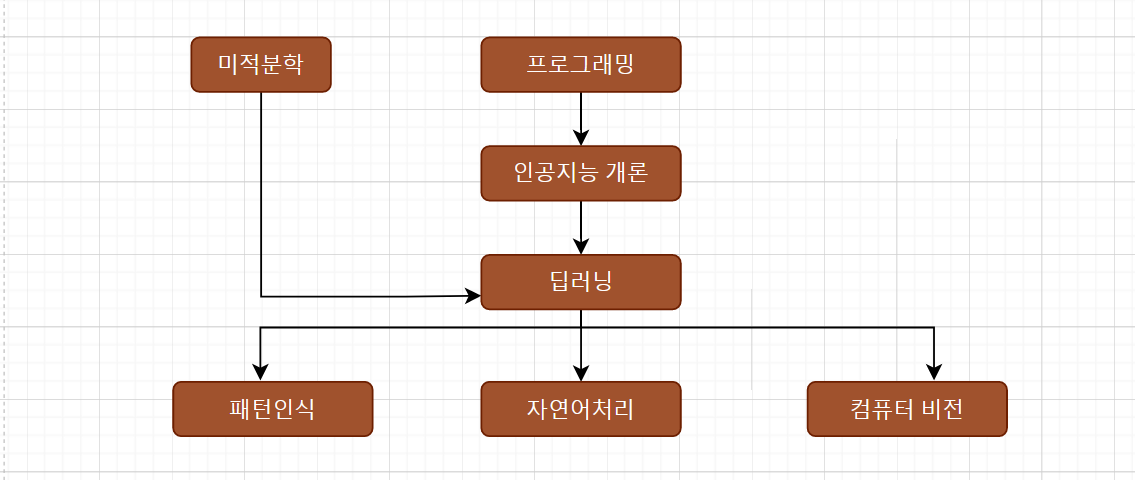 미적분학
프로그래밍
인공지능 개론
딥러닝
패턴인식
자연어처리
컴퓨터 비전